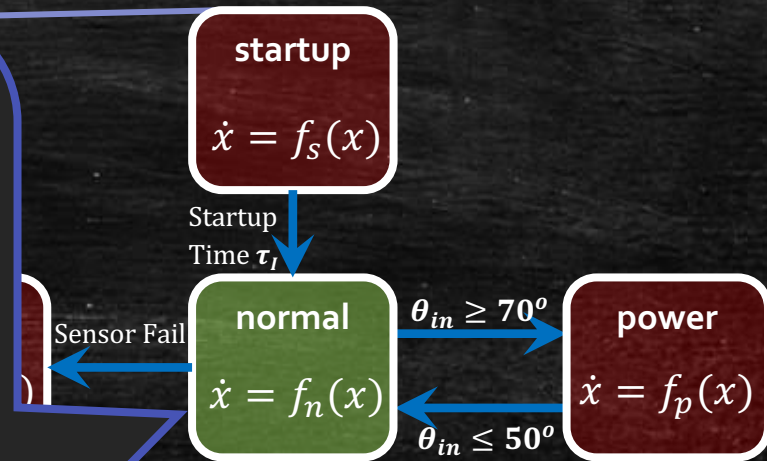 startup
ẋ = f_s(x)
Startup
Time τ_I
normal
ẋ = f_n(x)
θ_in ≥ 70^o
power
ẋ = f_p(x)
θ_in ≤ 50^o
Sensor Fail
)